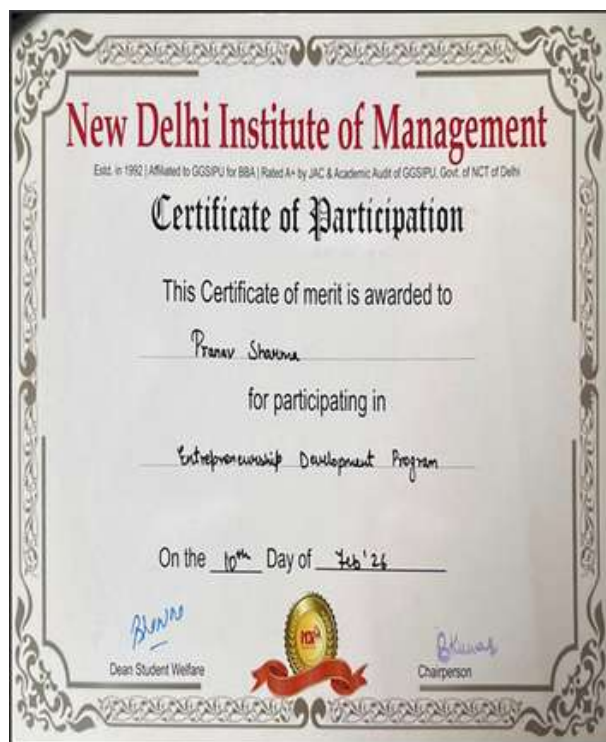 New Delhi Institute of Management
Estd. in 1992 | Affiliated to GGSIPU for BBA | Rated A+ by JAC & Academic Audit of GGSIPU, Govt. of NCT of Delhi
Certificate of Participation
This Certificate of merit is awarded to
Pranav Sharma
for participating in
Entrepreneurship Development Program
On the 10th Day of Feb'26
Dean Student Welfare
Chairperson